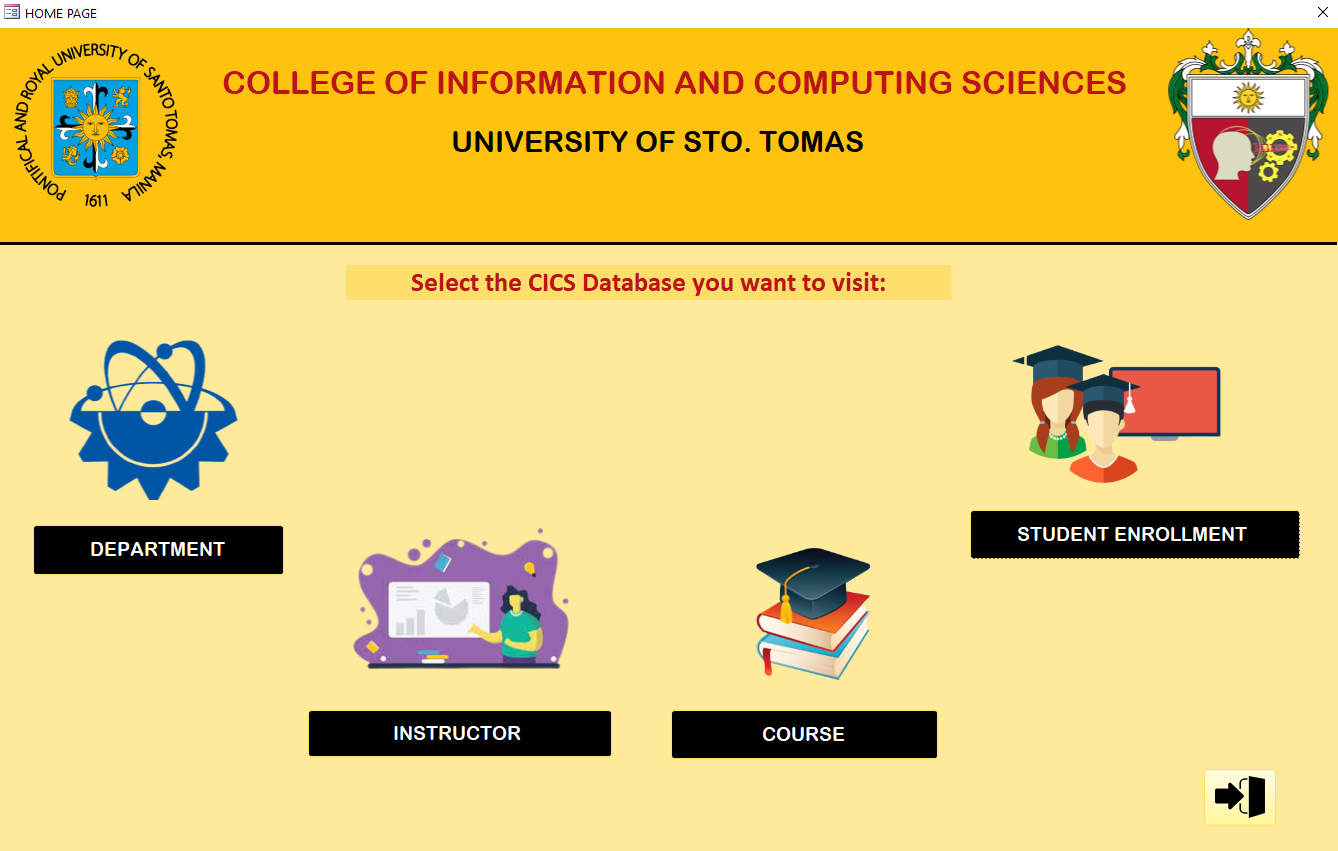 HOME PAGE
PONTIFICAL AND ROYAL UNIVERSITY OF SANTO TOMAS, MANILA
1611
COLLEGE OF INFORMATION AND COMPUTING SCIENCES
UNIVERSITY OF STO. TOMAS
Select the CICS Database you want to visit:
DEPARTMENT
STUDENT ENROLLMENT
INSTRUCTOR
COURSE